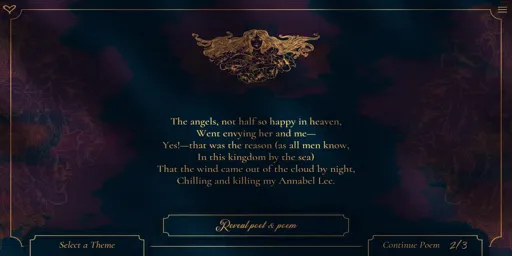 The angels, not half so happy in heaven,
Went envying her and me—
Yes!—that was the reason (as all men know,
In this kingdom by the sea)
That the wind came out of the cloud by night,
Chilling and killing my Annabel Lee.
Reveal poet & poem
Select a Theme
Continue Poem 2/3